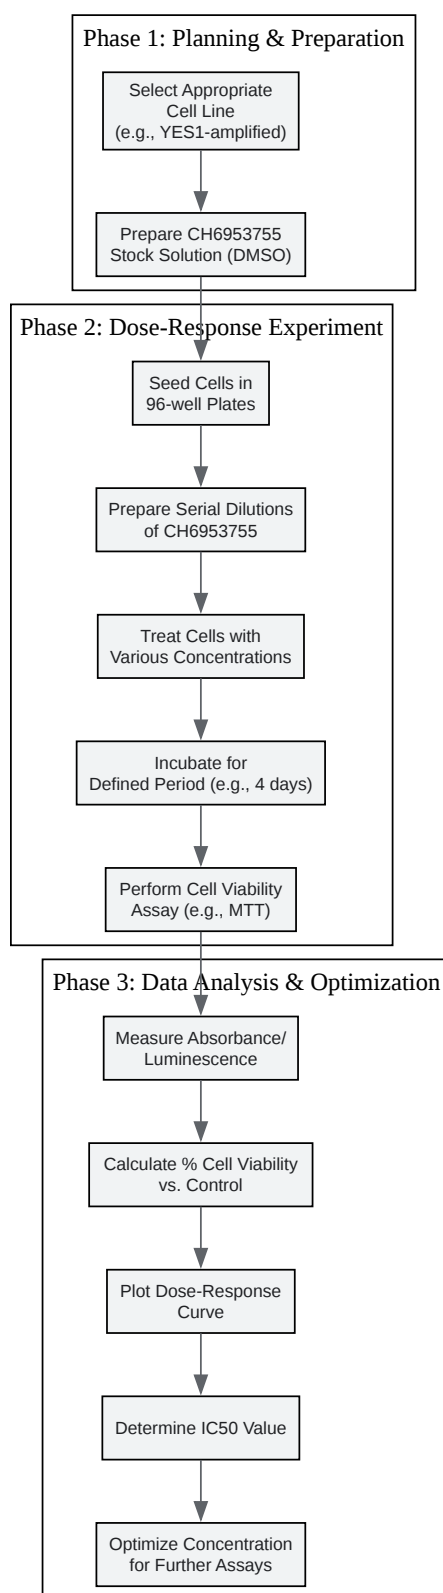 Phase 1: Planning & Preparation
Select Appropriate
Cell Line
(e.g., YES1-amplified)
Prepare CH6953755
Stock Solution (DMSO)
Phase 2: Dose-Response Experiment
Seed Cells in
96-well Plates
Prepare Serial Dilutions
of CH6953755
Treat Cells with
Various Concentrations
Incubate for
Defined Period (e.g., 4 days)
Perform Cell Viability
Assay (e.g., MTT)
Phase 3: Data Analysis & Optimization
Measure Absorbance/
Luminescence
Calculate % Cell Viability
vs. Control
Plot Dose-Response
Curve
Determine IC50 Value
Optimize Concentration
for Further Assays